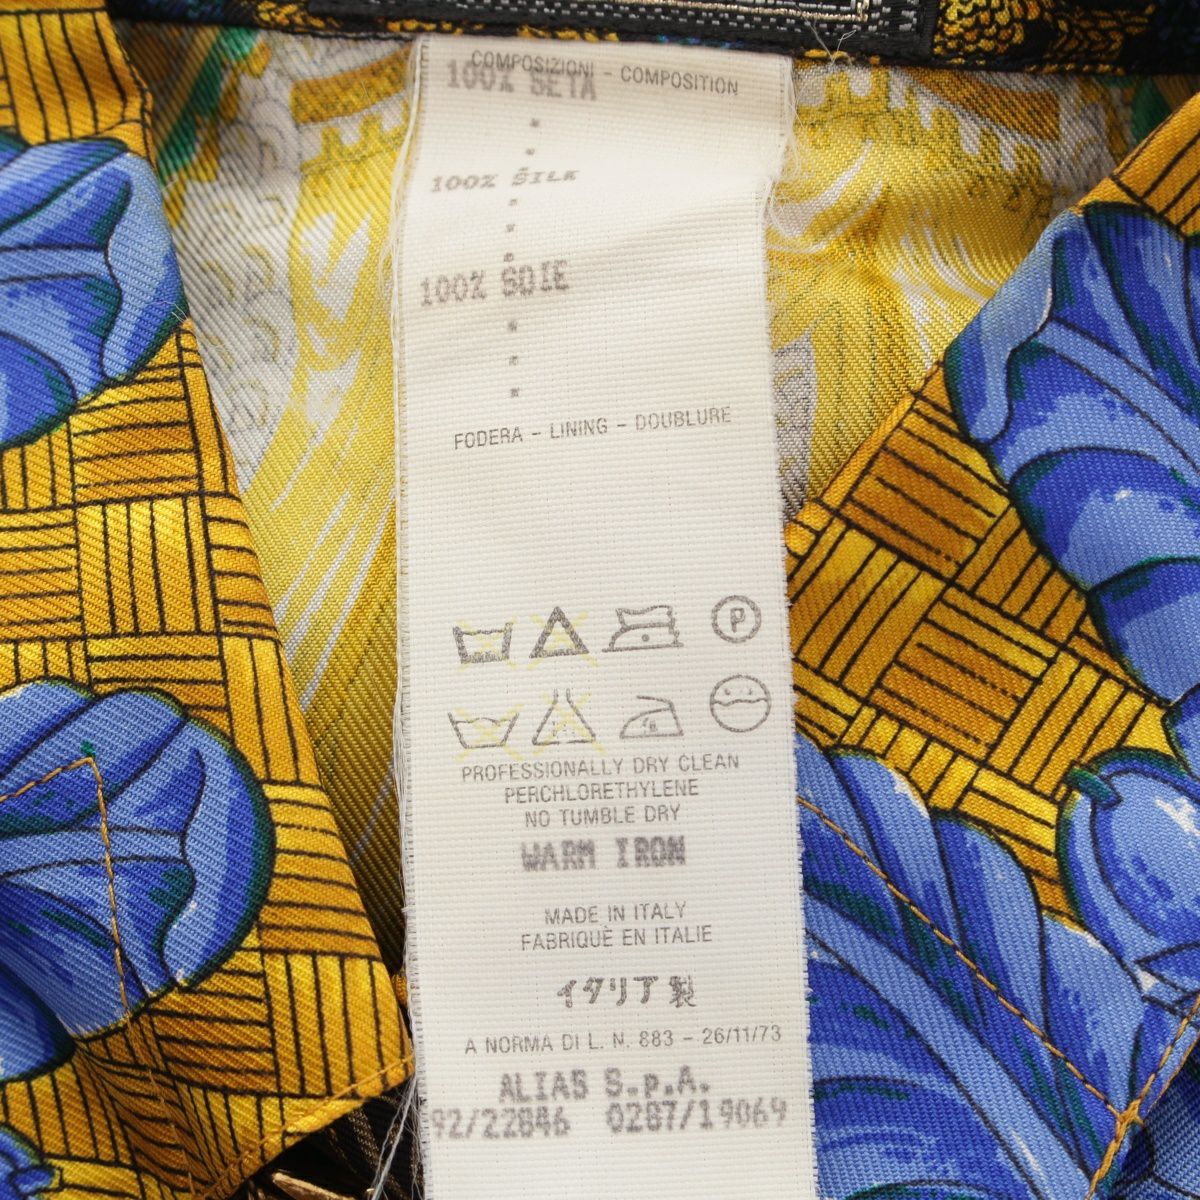 COMPOSIZIONI - COMPOSITION
100% SETA
100% SILK
100% SOIE
FODERA - LINING - DOUBLURE
P
PROFESSIONALLY DRY CLEAN
PERCHLORETHYLENE
NO TUMBLE DRY
WARM IRON
MADE IN ITALY
FABRIQUÈ EN ITALIE
イタリア製
A NORMA DI L. N. 883 - 26/11/73
ALIAS S.p.A.
92/22846 0287/19069